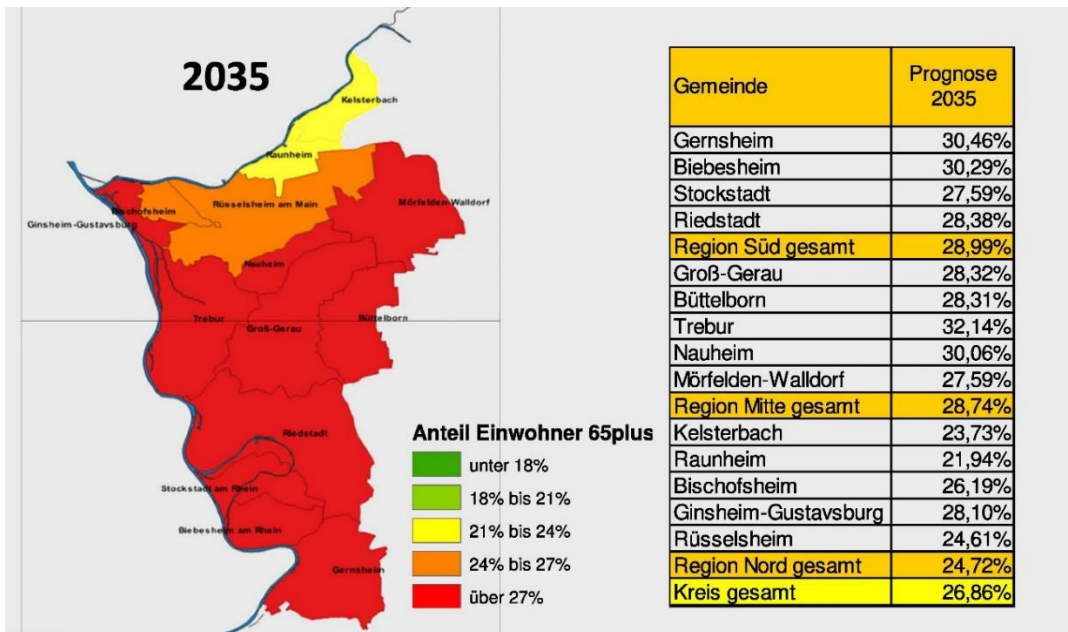 2035
Kelsterbach
Raunheim
Bischofsheim
Rüsselsheim am Main
Mörfelden-Walldorf
Ginsheim-Gustavsburg
Nauheim
Trebur
Groß-Gerau
Büttelborn
Riedstadt
Stockstadt am Rhein
Biebesheim am Rhein
Gernsheim
Anteil Einwohner 65plus
unter 18%
18% bis 21%
21% bis 24%
24% bis 27%
über 27%
Gemeinde Prognose 2035
Gernsheim 30,46%
Biebesheim 30,29%
Stockstadt 27,59%
Riedstadt 28,38%
Region Süd gesamt 28,99%
Groß-Gerau 28,32%
Büttelborn 28,31%
Trebur 32,14%
Nauheim 30,06%
Mörfelden-Walldorf 27,59%
Region Mitte gesamt 28,74%
Kelsterbach 23,73%
Raunheim 21,94%
Bischofsheim 26,19%
Ginsheim-Gustavsburg 28,10%
Rüsselsheim 24,61%
Region Nord gesamt 24,72%
Kreis gesamt 26,86%